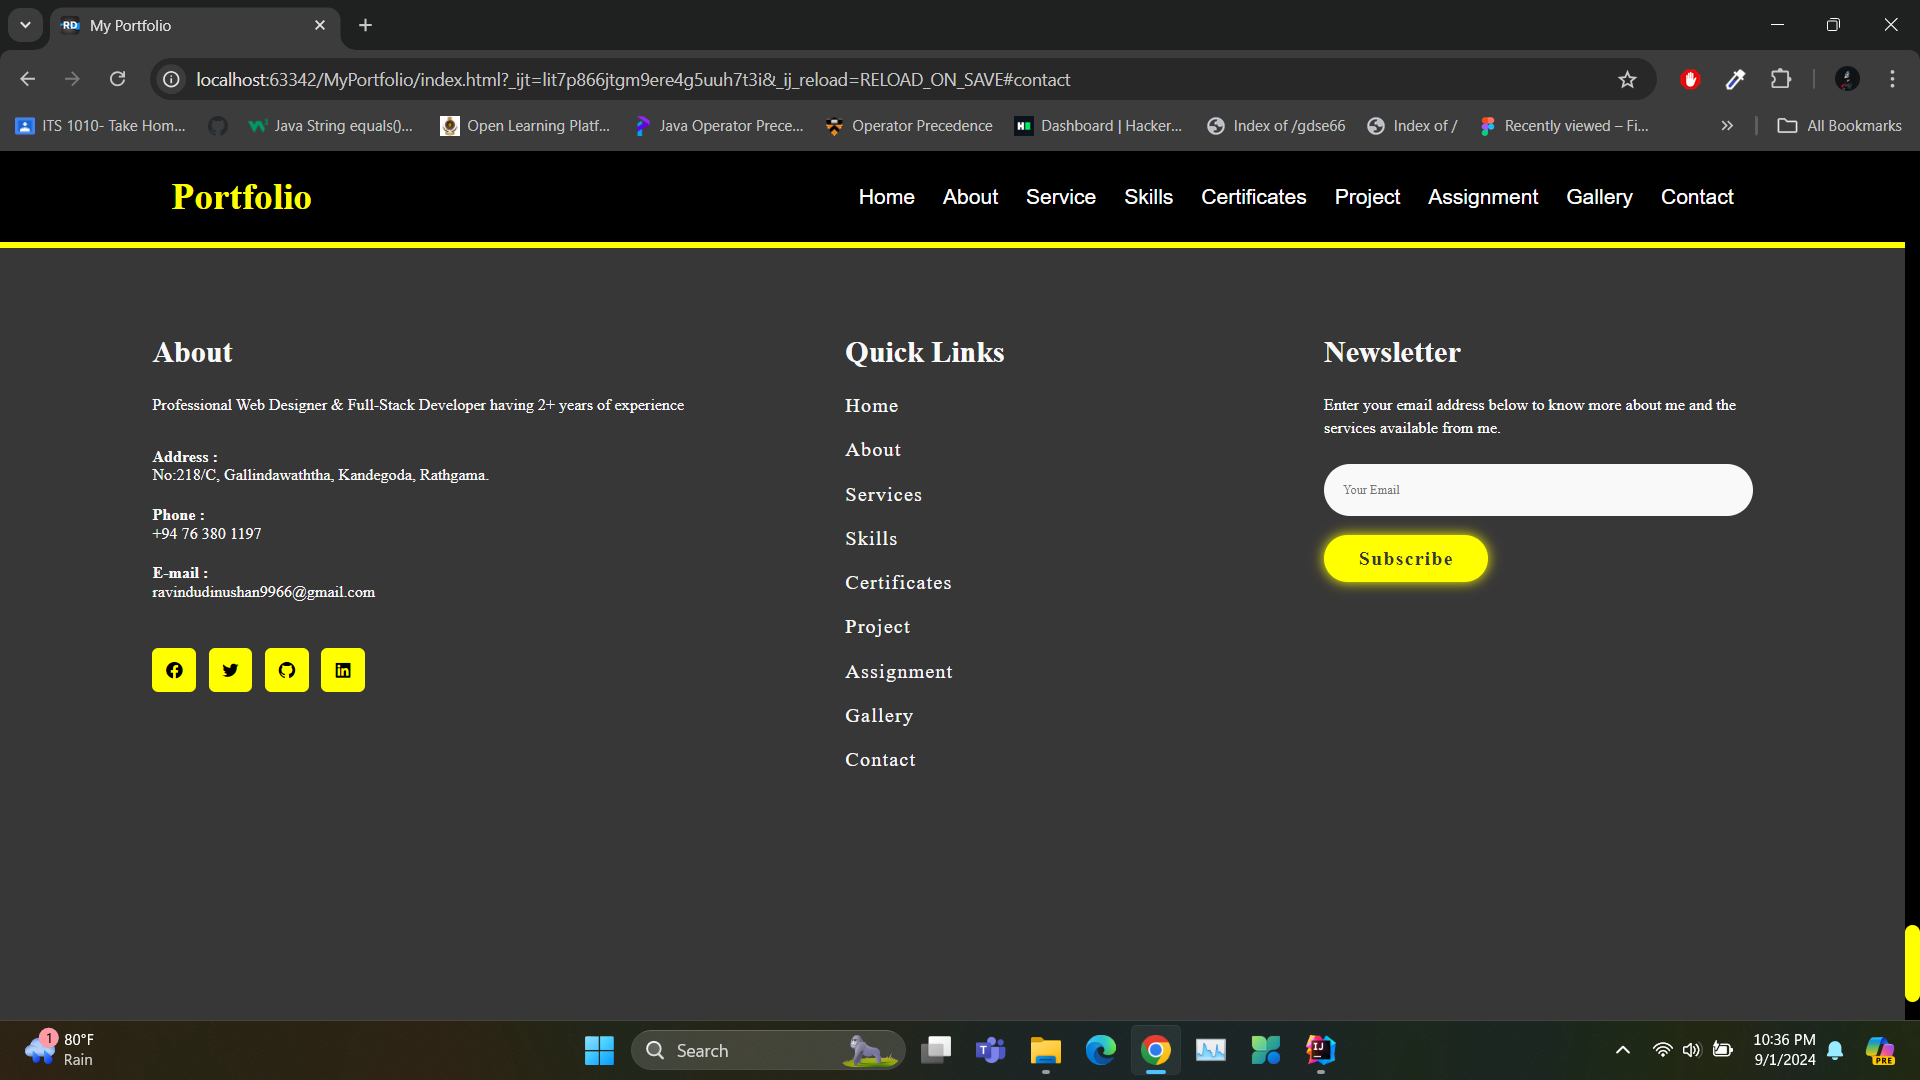 RD My Portfolio
localhost:63342/MyPortfolio/index.html?_ijt=lit7p866jtgm9ere4g5uuh7t3i&_ij_reload=RELOAD_ON_SAVE#contact
ITS 1010- Take Hom... Java String equals()... Open Learning Platf... Java Operator Prece... Operator Precedence Dashboard | Hacker... Index of /gdse66 Index of / Recently viewed – Fi... All Bookmarks
Portfolio
Home About Service Skills Certificates Project Assignment Gallery Contact
About
Professional Web Designer & Full-Stack Developer having 2+ years of experience
Address :
No:218/C, Gallindawaththa, Kandegoda, Rathgama.
Phone :
+94 76 380 1197
E-mail :
ravindudinushan9966@gmail.com
Quick Links
Home
About
Services
Skills
Certificates
Project
Assignment
Gallery
Contact
Newsletter
Enter your email address below to know more about me and the
services available from me.
Your Email
Subscribe
1
80°F
Rain
Search
10:36 PM
9/1/2024
PRE